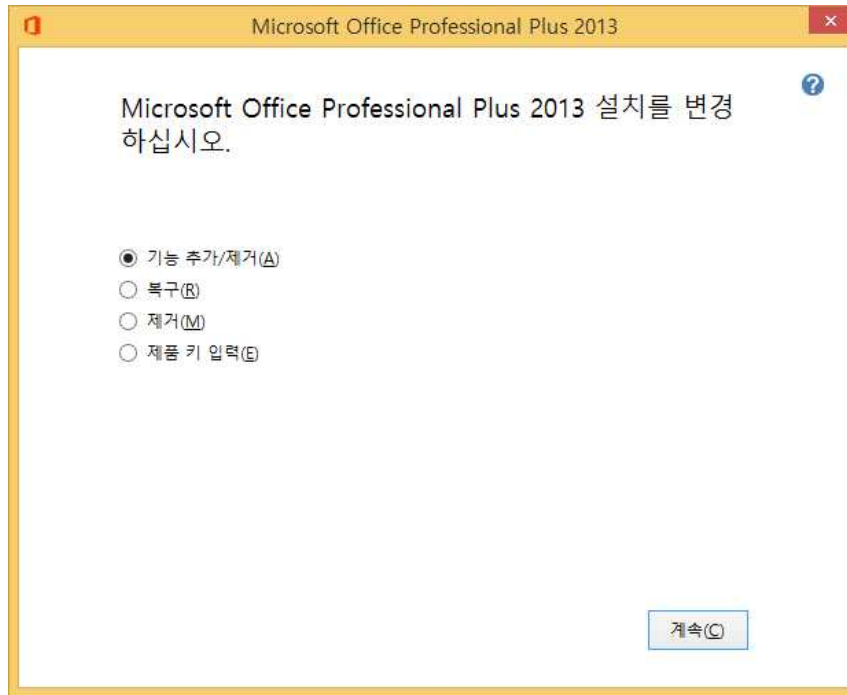 Microsoft Office Professional Plus 2013
Microsoft Office Professional Plus 2013 설치를 변경
하십시오.
기능 추가/제거(A)
복구(R)
제거(M)
제품 키 입력(E)
계속(C)